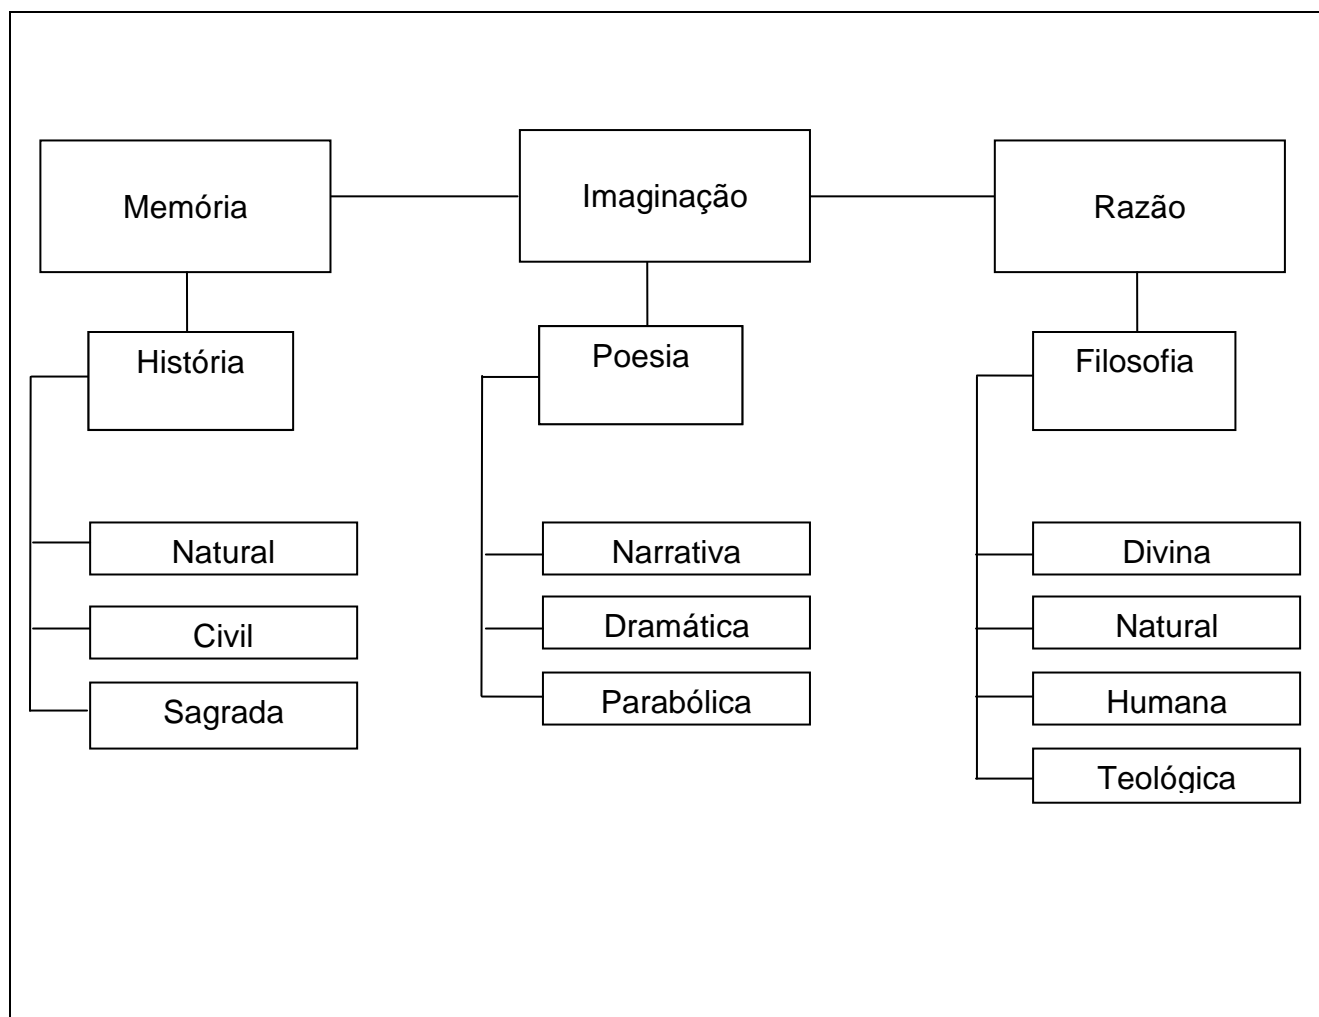 Memória
Imaginação
Razão
História
Poesia
Filosofia
Natural
Civil
Sagrada
Narrativa
Dramática
Parabólica
Divina
Natural
Humana
Teológica